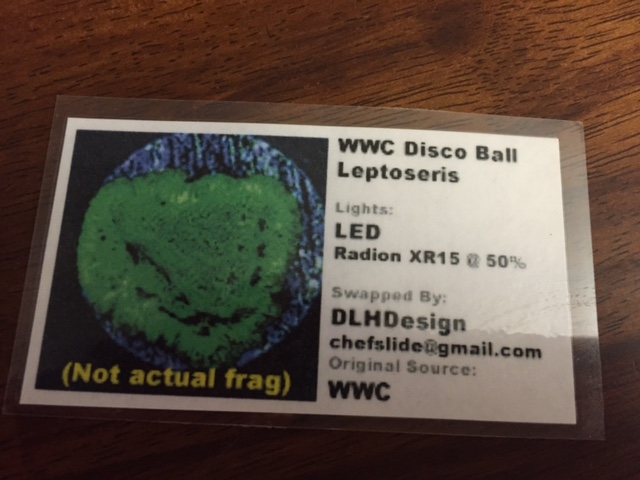 WWC Disco Ball
Leptoseris
Lights:
LED
Radion XR15 @ 50%
Swapped By:
DLHDesign
chefslide@gmail.com
Original Source:
WWC
(Not actual frag)